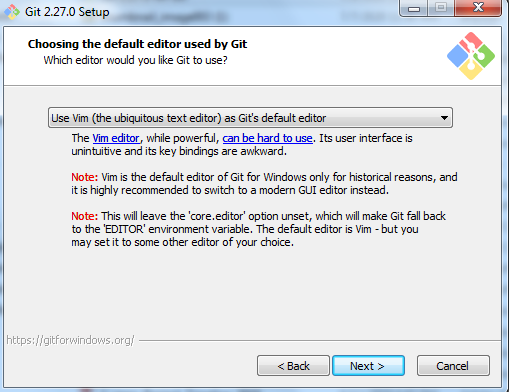 Git 2.27.0 Setup
Choosing the default editor used by Git
Which editor would you like Git to use?
Use Vim (the ubiquitous text editor) as Git's default editor
The Vim editor, while powerful, can be hard to use. Its user interface is
unintuitive and its key bindings are awkward.
Note: Vim is the default editor of Git for Windows only for historical reasons, and
it is highly recommended to switch to a modern GUI editor instead.
Note: This will leave the 'core.editor' option unset, which will make Git fall back
to the 'EDITOR' environment variable. The default editor is Vim - but you
may set it to some other editor of your choice.
https://gitforwindows.org/
< Back
Next >
Cancel